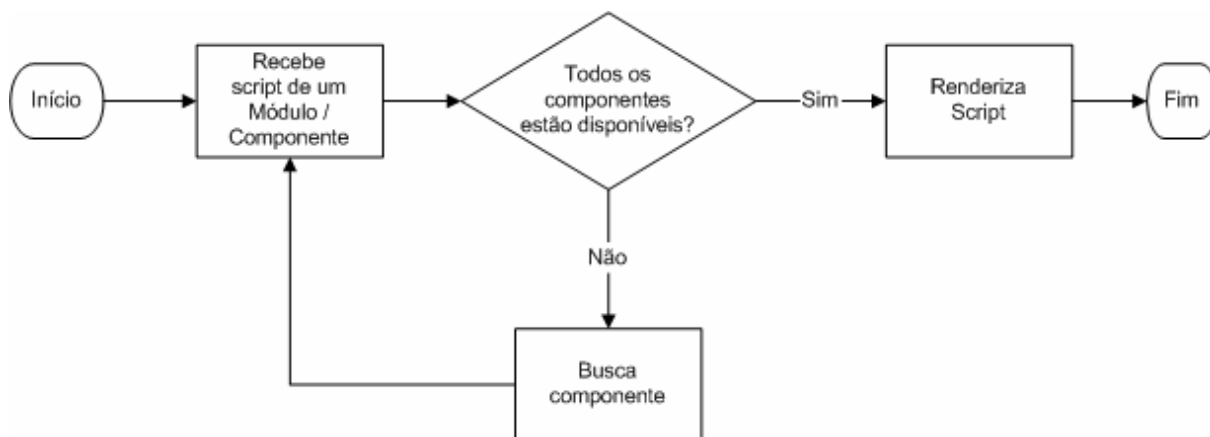 Início
Recebe
script de um
Módulo /
Componente
Todos os
componentes
estão disponíveis?
Sim
Renderiza
Script
Fim
Não
Busca
componente